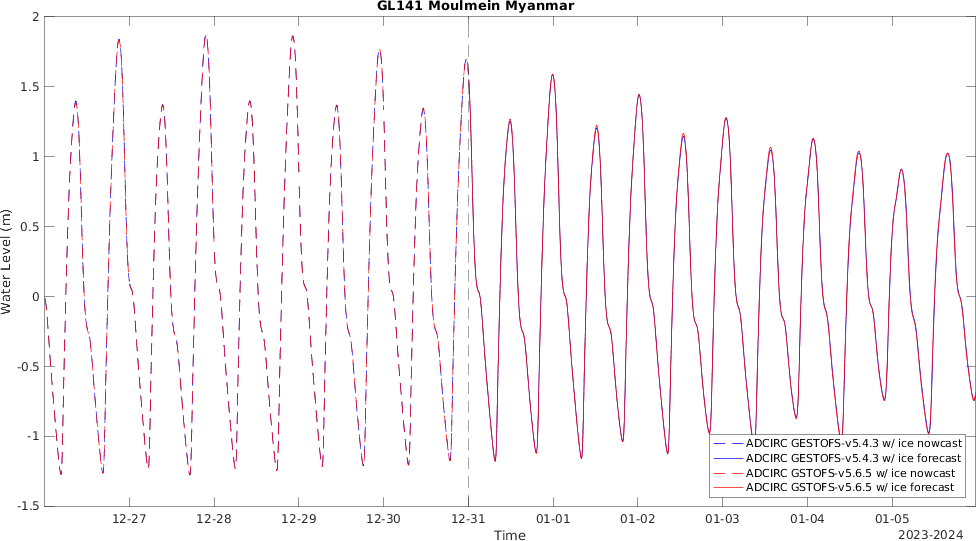 GL141 Moulmein Myanmar
2
1.5
1
0.5
0
-0.5
-1
-1.5
Water Level (m)
12-27 12-28 12-29 12-30 12-31 01-01 01-02 01-03 01-04 01-05
Time
2023-2024
ADCIRC GESTOFS-v5.4.3 w/ ice nowcast
ADCIRC GESTOFS-v5.4.3 w/ ice forecast
ADCIRC GSTOFS-v5.6.5 w/ ice nowcast
ADCIRC GSTOFS-v5.6.5 w/ ice forecast